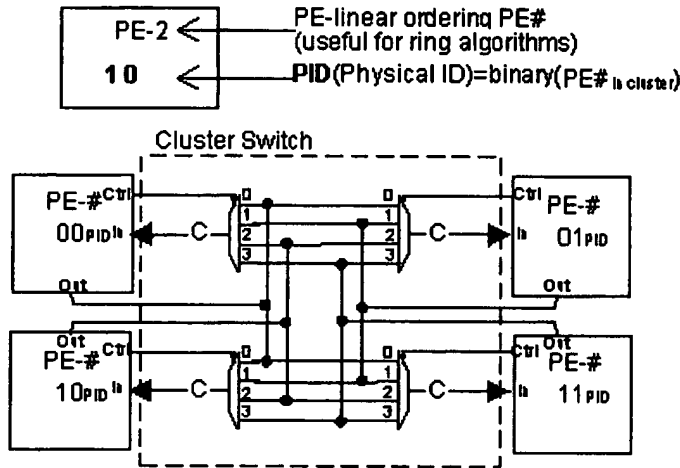 PE-2
PE-linear ordering PE#
(useful for ring algorithms)
10
PID(Physical ID)=binary(PE# in cluster)
Cluster Switch
PE-#
Ctrl
00PID
In
Out
C
0
1
2
3
0
1
2
3
C
Ctrl
PE-#
In
01PID
Out
Out
PE-#
Ctrl
10PID
In
C
0
1
2
3
0
1
2
3
C
Out
Ctrl
PE-#
In
11PID